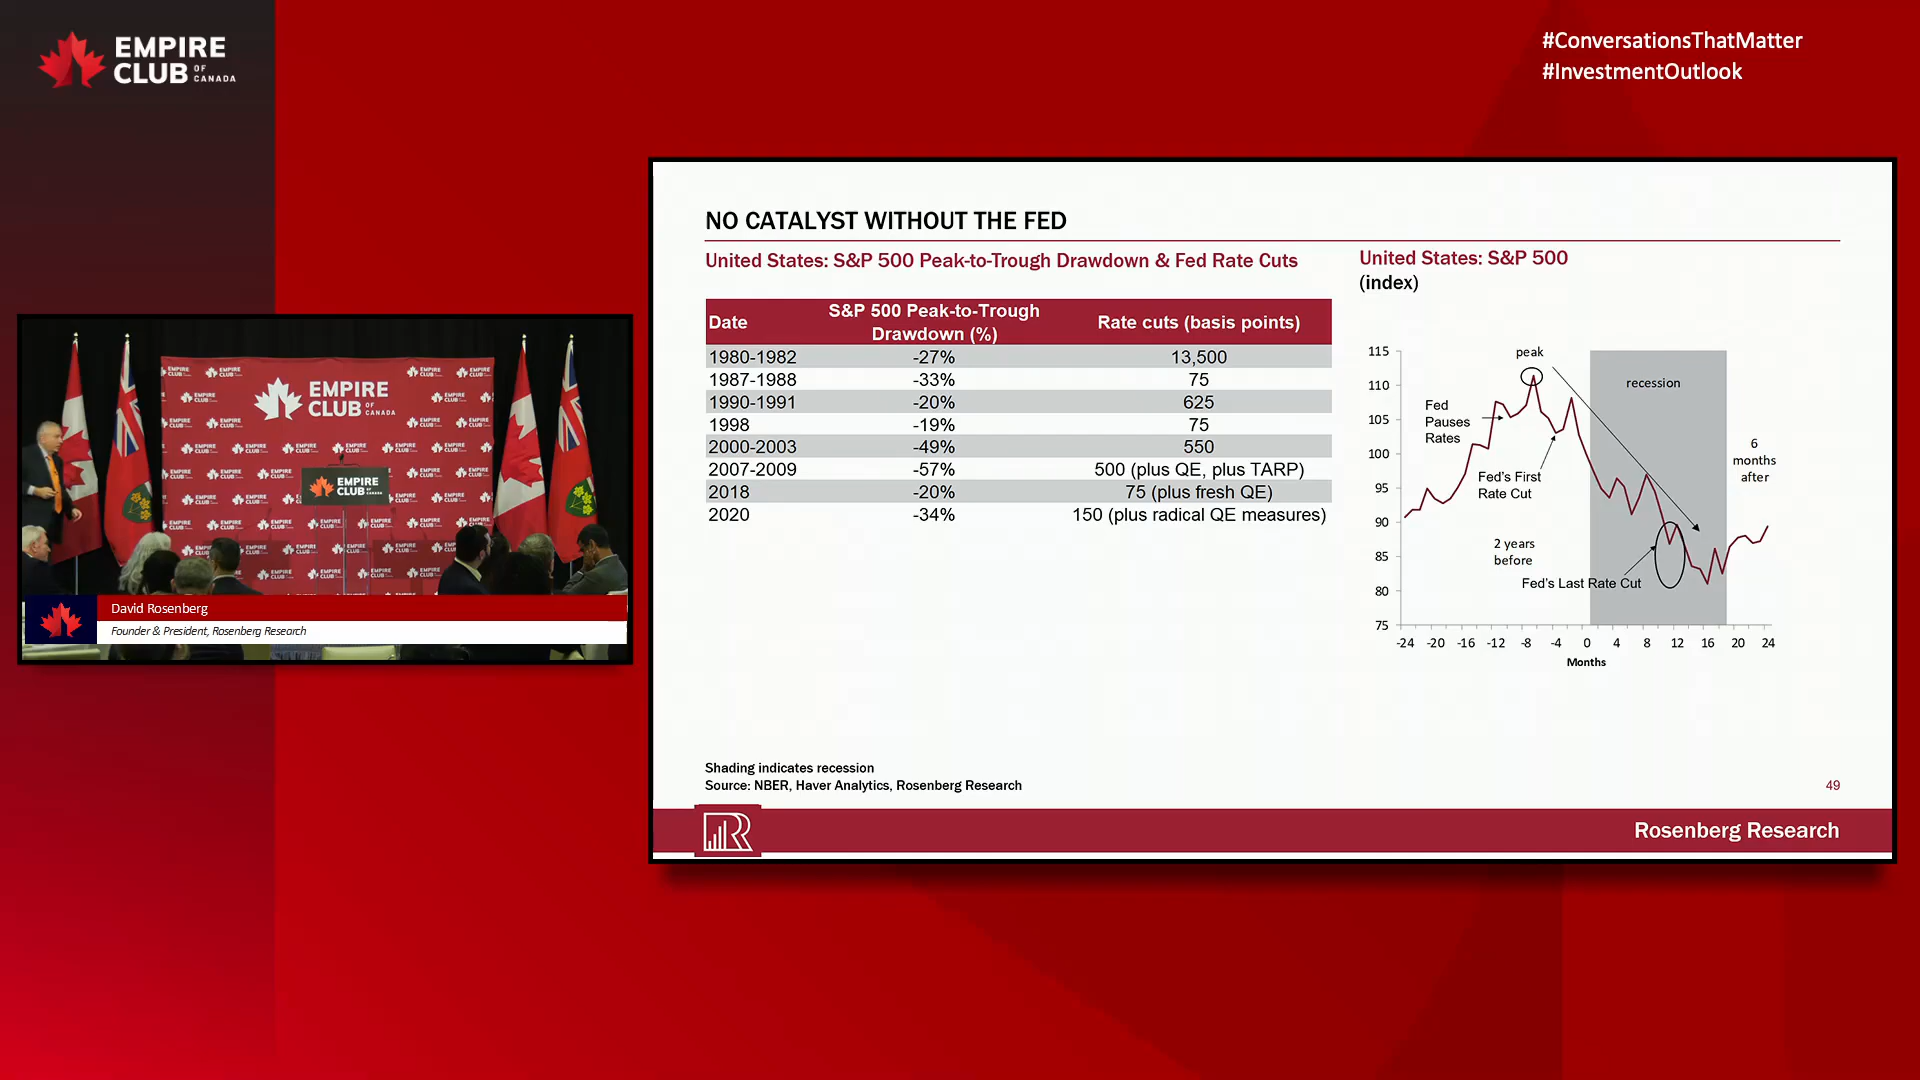 EMPIRE
CLUB OF CANADA
#ConversationsThatMatter
#InvestmentOutlook
EMPIRE
CLUB OF CANADA
EMPIRE
CLUB OF CANADA
David Rosenberg
Founder & President, Rosenberg Research
NO CATALYST WITHOUT THE FED
United States: S&P 500 Peak-to-Trough Drawdown & Fed Rate Cuts
Date S&P 500 Peak-to-Trough Drawdown (%) Rate cuts (basis points)
1980-1982 -27% 13,500
1987-1988 -33% 75
1990-1991 -20% 625
1998 -19% 75
2000-2003 -49% 550
2007-2009 -57% 500 (plus QE, plus TARP)
2018 -20% 75 (plus fresh QE)
2020 -34% 150 (plus radical QE measures)
United States: S&P 500
(index)
115
110
105
100
95
90
85
80
75
peak
recession
Fed
Pauses
Rates
Fed's First
Rate Cut
6
months
after
2 years
before
Fed's Last Rate Cut
-24 -20 -16 -12 -8 -4 0 4 8 12 16 20 24
Months
Shading indicates recession
Source: NBER, Haver Analytics, Rosenberg Research
49
R
Rosenberg Research